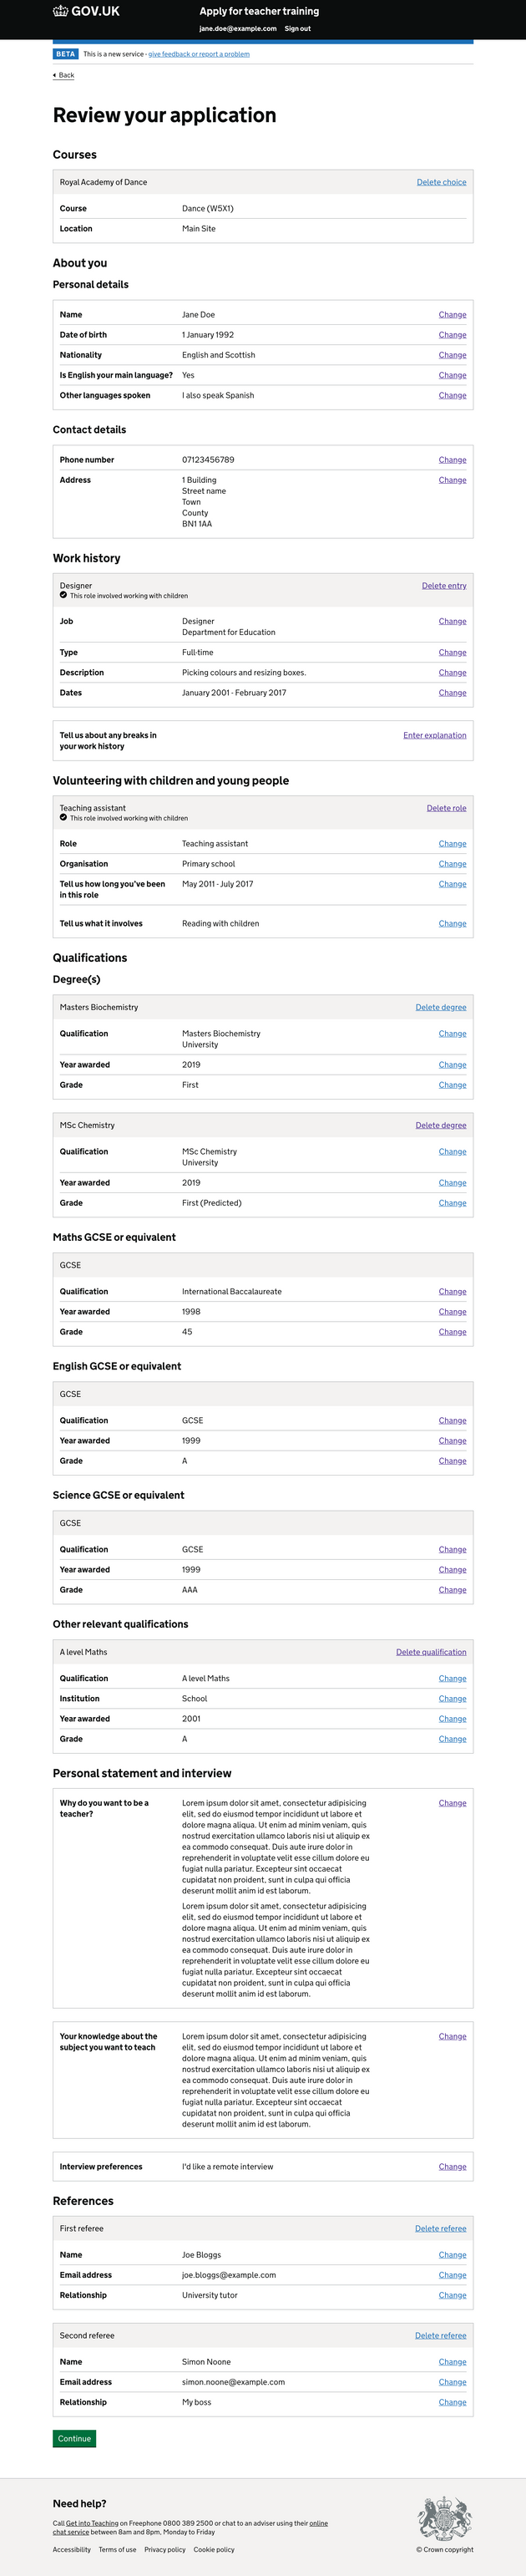 GOV.UK
Apply for teacher training
jane.doe@example.com Sign out
BETA This is a new service - give feedback or report a problem
Back
Review your application
Courses
Royal Academy of Dance Delete choice
Course Dance (W5X1)
Location Main Site
About you
Personal details
Name Jane Doe Change
Date of birth 1 January 1992 Change
Nationality English and Scottish Change
Is English your main language? Yes Change
Other languages spoken I also speak Spanish Change
Contact details
Phone number 07123456789 Change
Address 1 Building Change
Street name
Town
County
BN1 1AA
Work history
Designer Delete entry
This role involved working with children
Job Designer Change
Department for Education
Type Full-time Change
Description Picking colours and resizing boxes. Change
Dates January 2001 - February 2017 Change
Tell us about any breaks in Enter explanation
your work history
Volunteering with children and young people
Teaching assistant Delete role
This role involved working with children
Role Teaching assistant Change
Organisation Primary school Change
Tell us how long you've been May 2011 - July 2017 Change
in this role
Tell us what it involves Reading with children Change
Qualifications
Degree(s)
Masters Biochemistry Delete degree
Qualification Masters Biochemistry Change
University
Year awarded 2019 Change
Grade First Change
MSc Chemistry Delete degree
Qualification MSc Chemistry Change
University
Year awarded 2019 Change
Grade First (Predicted) Change
Maths GCSE or equivalent
GCSE
Qualification International Baccalaureate Change
Year awarded 1998 Change
Grade 45 Change
English GCSE or equivalent
GCSE
Qualification GCSE Change
Year awarded 1999 Change
Grade A Change
Science GCSE or equivalent
GCSE
Qualification GCSE Change
Year awarded 1999 Change
Grade AAA Change
Other relevant qualifications
A level Maths Delete qualification
Qualification A level Maths Change
Institution School Change
Year awarded 2001 Change
Grade A Change
Personal statement and interview
Why do you want to be a Lorem ipsum dolor sit amet, consectetur adipisicing Change
teacher? elit, sed do eiusmod tempor incididunt ut labore et
dolore magna aliqua. Ut enim ad minim veniam, quis
nostrud exercitation ullamco laboris nisi ut aliquip ex
ea commodo consequat. Duis aute irure dolor in
reprehenderit in voluptate velit esse cillum dolore eu
fugiat nulla pariatur. Excepteur sint occaecat
cupidatat non proident, sunt in culpa qui officia
deserunt mollit anim id est laborum.
Lorem ipsum dolor sit amet, consectetur adipisicing
elit, sed do eiusmod tempor incididunt ut labore et
dolore magna aliqua. Ut enim ad minim veniam, quis
nostrud exercitation ullamco laboris nisi ut aliquip ex
ea commodo consequat. Duis aute irure dolor in
reprehenderit in voluptate velit esse cillum dolore eu
fugiat nulla pariatur. Excepteur sint occaecat
cupidatat non proident, sunt in culpa qui officia
deserunt mollit anim id est laborum.
Your knowledge about the Lorem ipsum dolor sit amet, consectetur adipisicing Change
subject you want to teach elit, sed do eiusmod tempor incididunt ut labore et
dolore magna aliqua. Ut enim ad minim veniam, quis
nostrud exercitation ullamco laboris nisi ut aliquip ex
ea commodo consequat. Duis aute irure dolor in
reprehenderit in voluptate velit esse cillum dolore eu
fugiat nulla pariatur. Excepteur sint occaecat
cupidatat non proident, sunt in culpa qui officia
deserunt mollit anim id est laborum.
Interview preferences I'd like a remote interview Change
References
First referee Delete referee
Name Joe Bloggs Change
Email address joe.bloggs@example.com Change
Relationship University tutor Change
Second referee Delete referee
Name Simon Noone Change
Email address simon.noone@example.com Change
Relationship My boss Change
Continue
Need help?
Call Get into Teaching on Freephone 0800 389 2500 or chat to an adviser using their online
chat service between 8am and 8pm, Monday to Friday
Accessibility Terms of use Privacy policy Cookie policy
© Crown copyright